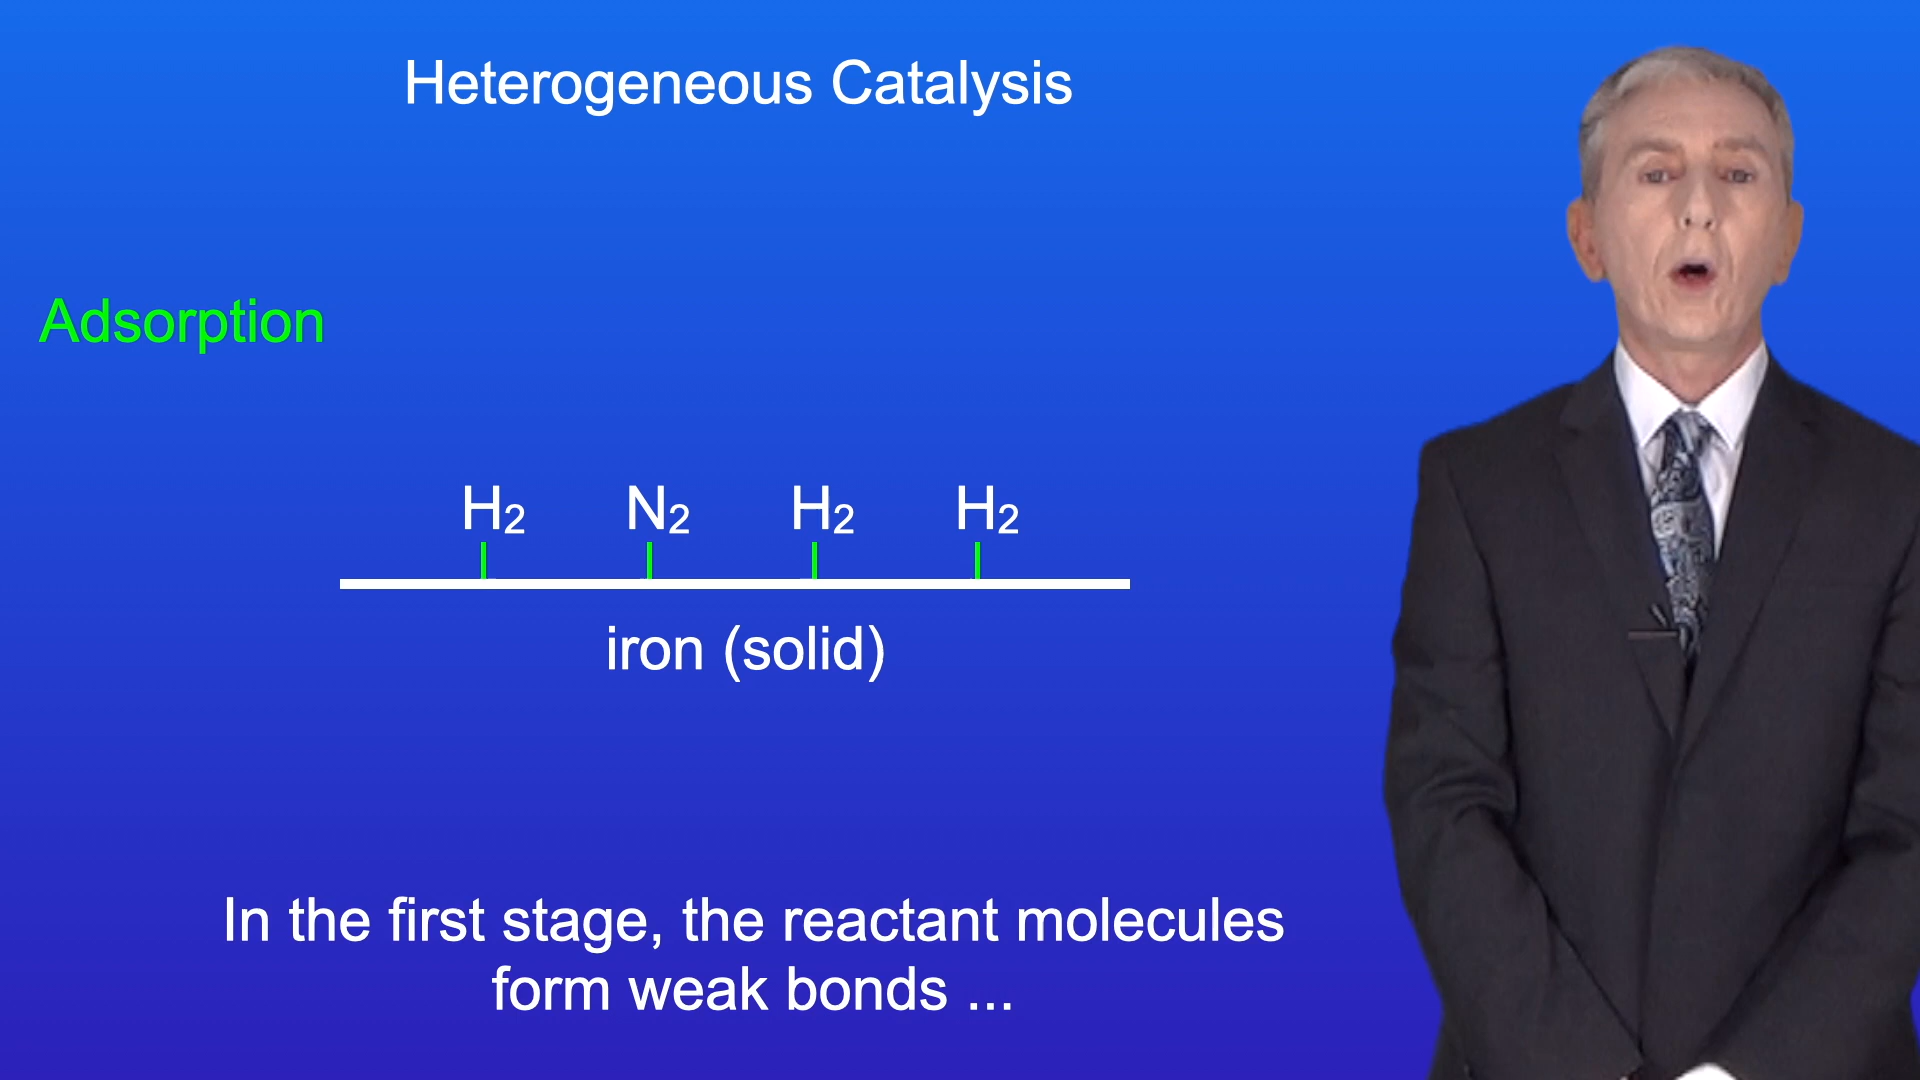 Heterogeneous Catalysis
Adsorption
H₂ N₂ H₂ H₂
iron (solid)
In the first stage, the reactant molecules
form weak bonds ...